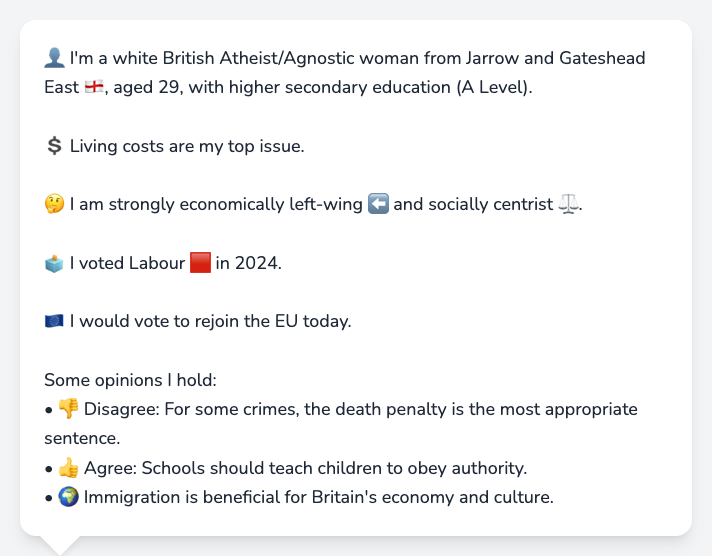 👤 I'm a white British Atheist/Agnostic woman from Jarrow and Gateshead
East 🏴󠁧󠁢󠁥󠁮󠁧󠁿, aged 29, with higher secondary education (A Level).
💲 Living costs are my top issue.
🤔 I am strongly economically left-wing ⬅️ and socially centrist ⚖️.
🗳️ I voted Labour 🟥 in 2024.
🇪🇺 I would vote to rejoin the EU today.
Some opinions I hold:
• 👎 Disagree: For some crimes, the death penalty is the most appropriate
sentence.
• 👍 Agree: Schools should teach children to obey authority.
• 🌍 Immigration is beneficial for Britain's economy and culture.